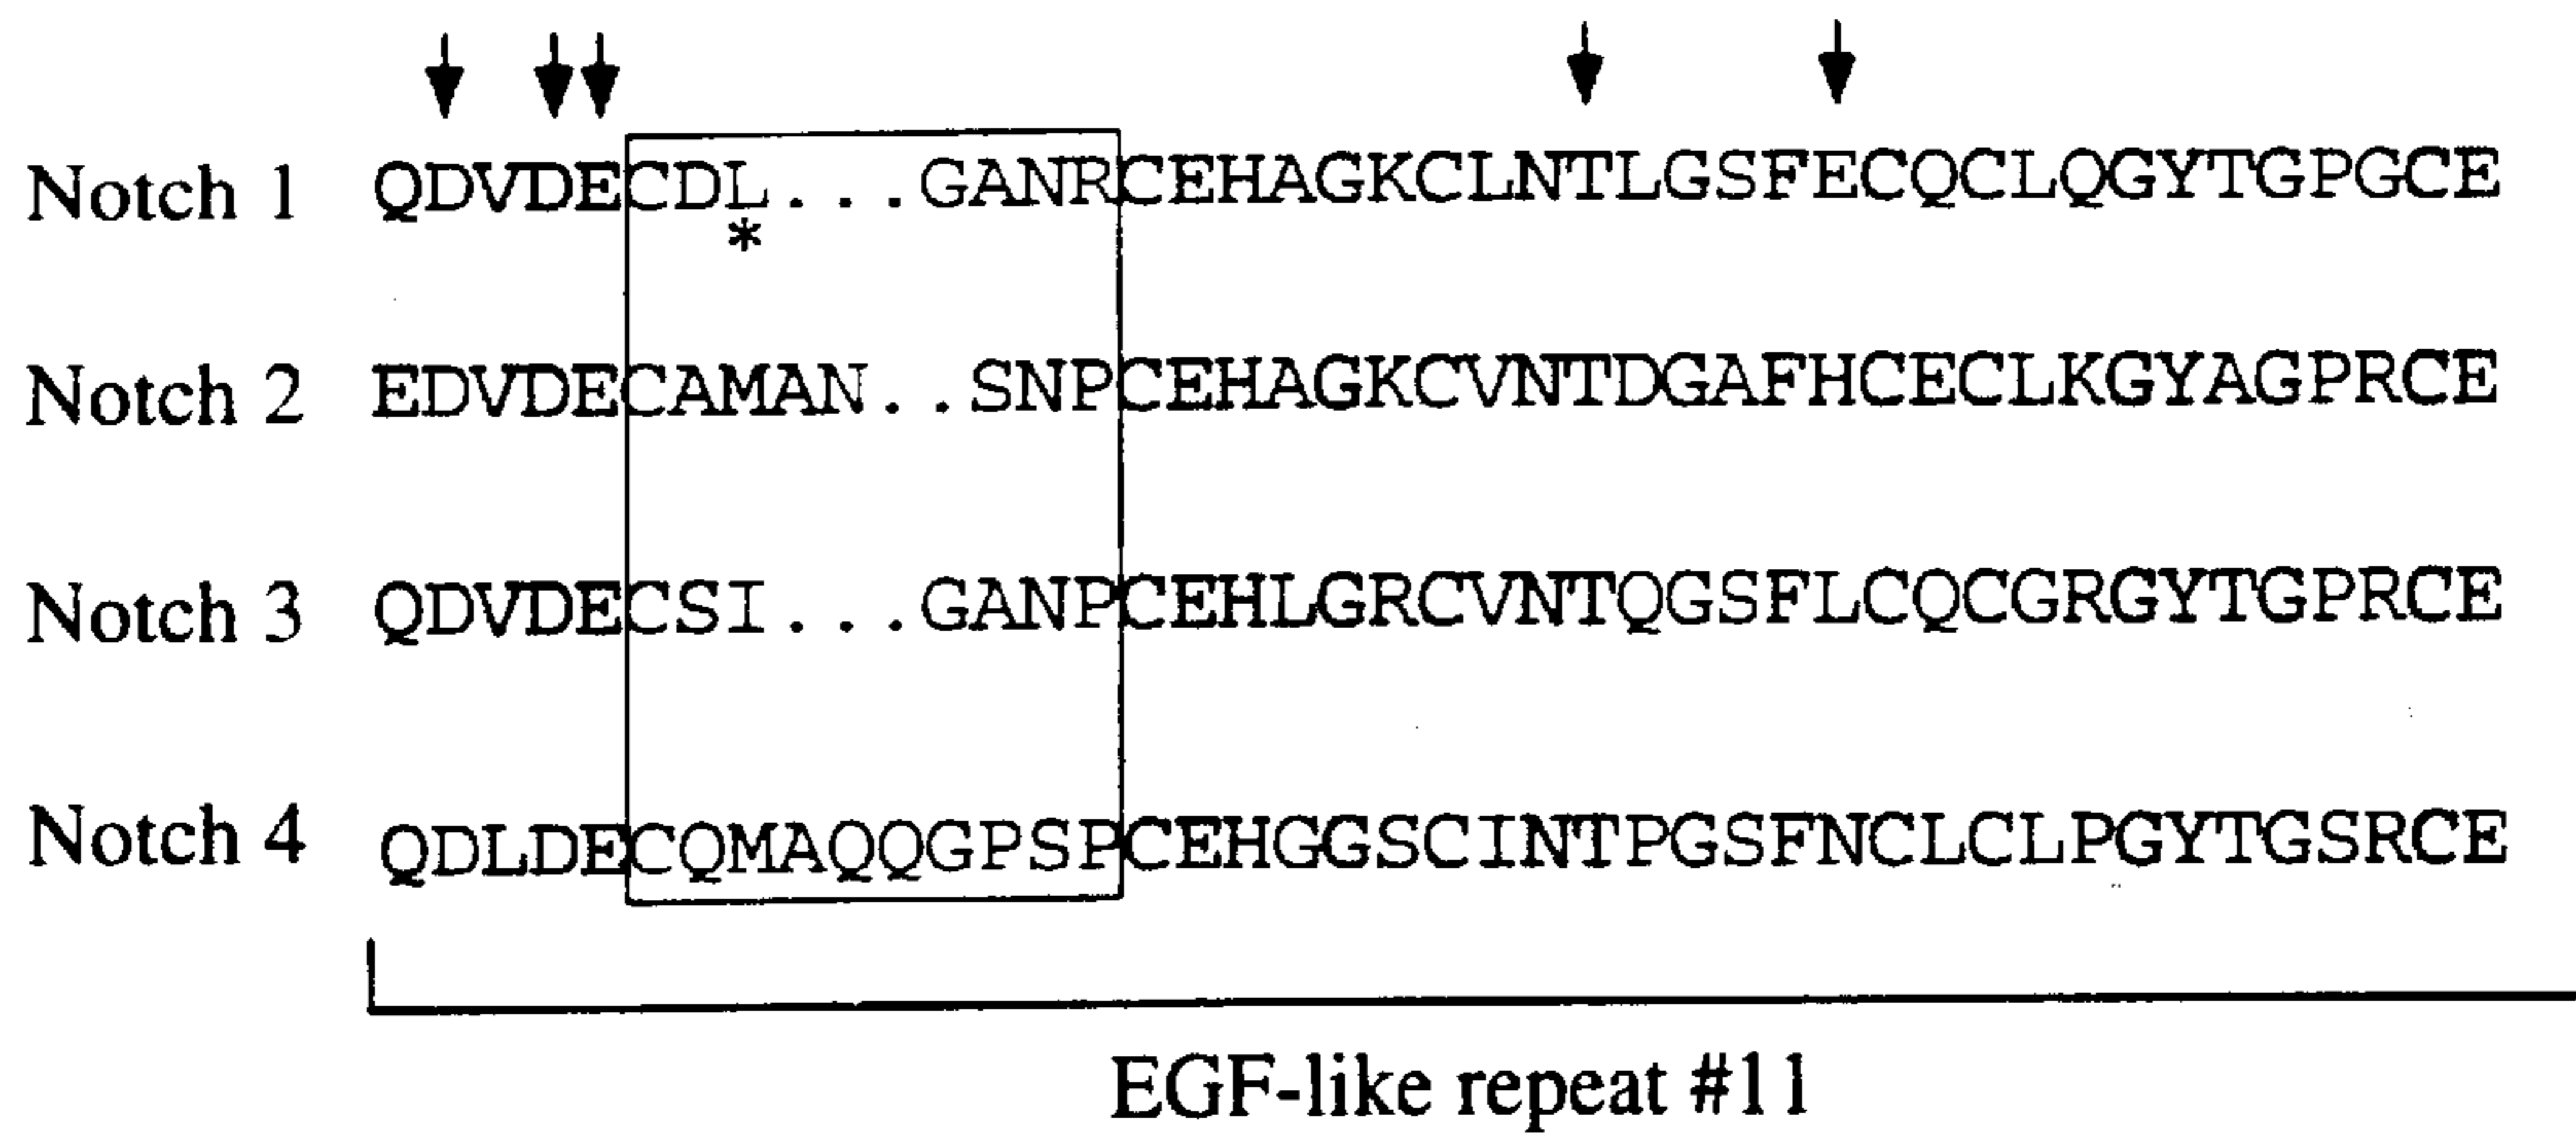 Notch 1 QDVDECDL...GANRCEHAGKCLNTLGSFECQCLQGYTGPGCE
*
Notch 2 EDVDECAMAN..SNPCEHAGKCVNTDGAFHCECLKGYAGPRCE
Notch 3 QDVDECSI...GANPCEHLGRCVNTQGSFLCQCGRGYTGPRCE
Notch 4 QDLDECQMAQQGPSPCEHGGSCINTPGSFNCLCLPGYTGSRCE
EGF-like repeat #11